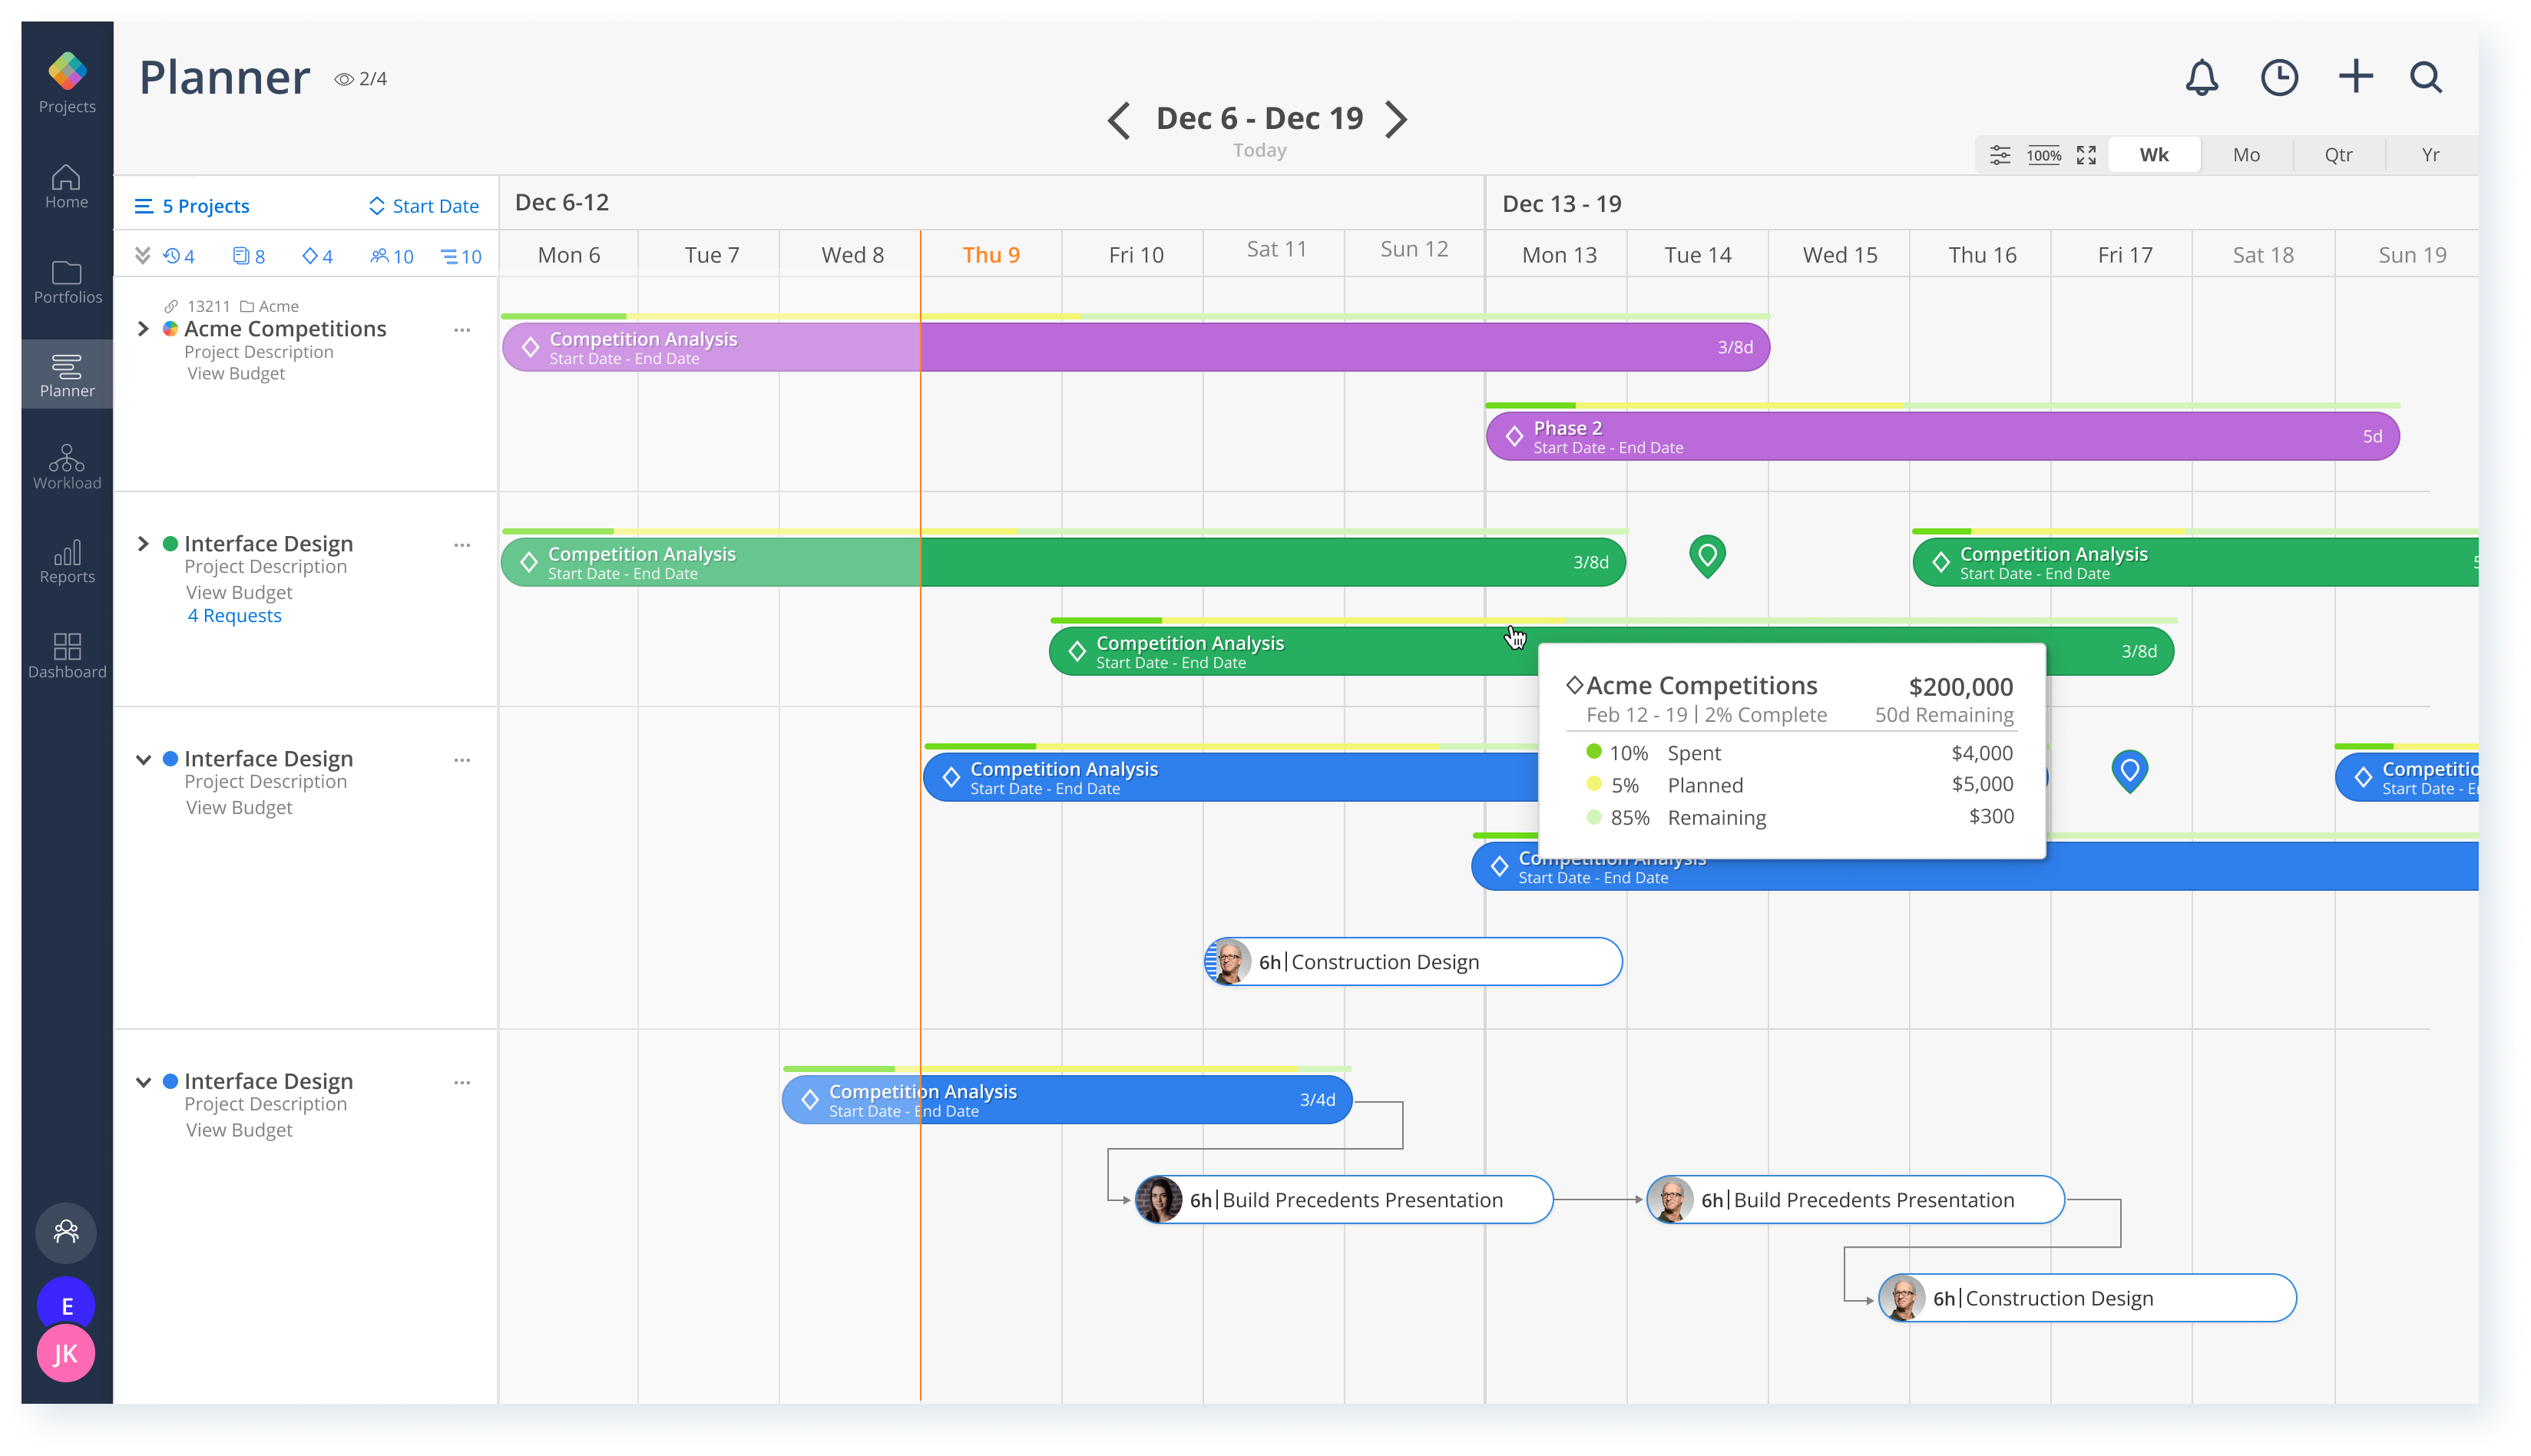 Projects
Home
Portfolios
Planner
Workload
Reports
Dashboard
E
JK
Planner
2/4
Dec 6 - Dec 19
Today
100%
Wk
Mo
Qtr
Yr
5 Projects
Start Date
4
8
4
10
10
Dec 6-12
Dec 13 - 19
Mon 6
Tue 7
Wed 8
Thu 9
Fri 10
Sat 11
Sun 12
Mon 13
Tue 14
Wed 15
Thu 16
Fri 17
Sat 18
Sun 19
13211 Acme
Acme Competitions
Project Description
View Budget
Competition Analysis
Start Date - End Date
3/8d
Phase 2
Start Date - End Date
5d
Interface Design
Project Description
View Budget
4 Requests
Competition Analysis
Start Date - End Date
3/8d
Competition Analysis
Start Date - End Date
Competition Analysis
Start Date - End Date
3/8d
Acme Competitions
$200,000
Feb 12 - 19 | 2% Complete
50d Remaining
10% Spent $4,000
5% Planned $5,000
85% Remaining $300
Interface Design
Project Description
View Budget
Competition Analysis
Start Date - End Date
Competitio
Start Date - E
Competition Analysis
Start Date - End Date
6h|Construction Design
Interface Design
Project Description
View Budget
Competition Analysis
Start Date - End Date
3/4d
6h|Build Precedents Presentation
6h|Build Precedents Presentation
6h|Construction Design